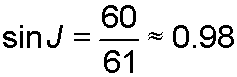 sin J = 60/61 ≈ 0.98